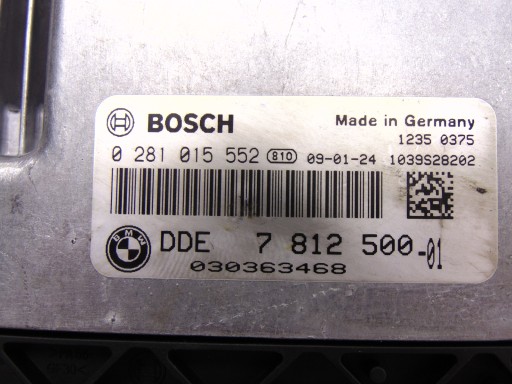 BOSCH
Made in Germany
1235 0375
0 281 015 552 810 09-01-24 1039S28202
BMW
DDE 7 812 500-01
030363468